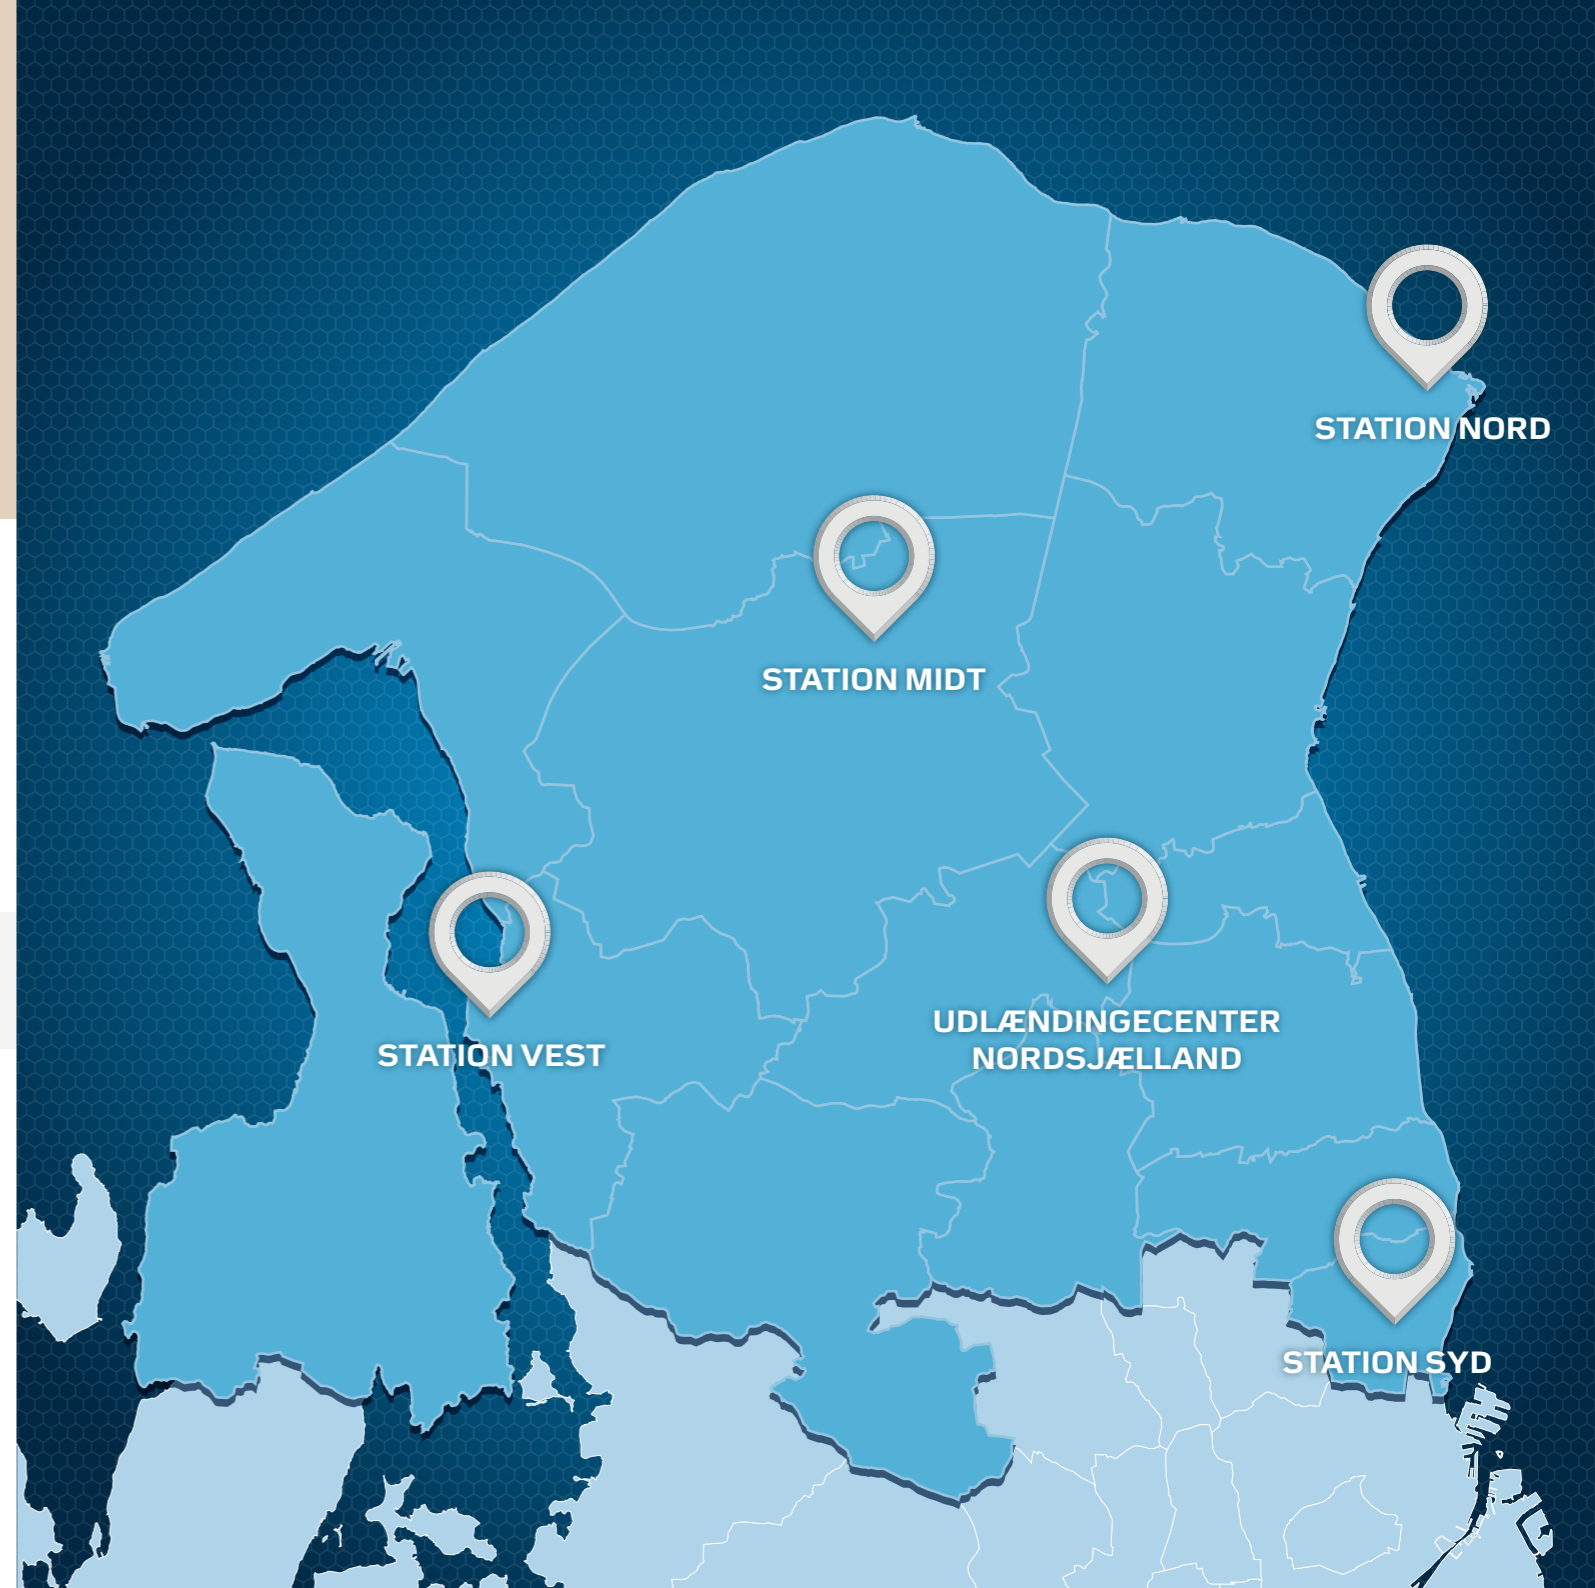 STATION NORD
STATION MIDT
UDLÆNDINGECENTER
NORDSJÆLLAND
STATION VEST
STATION SYD